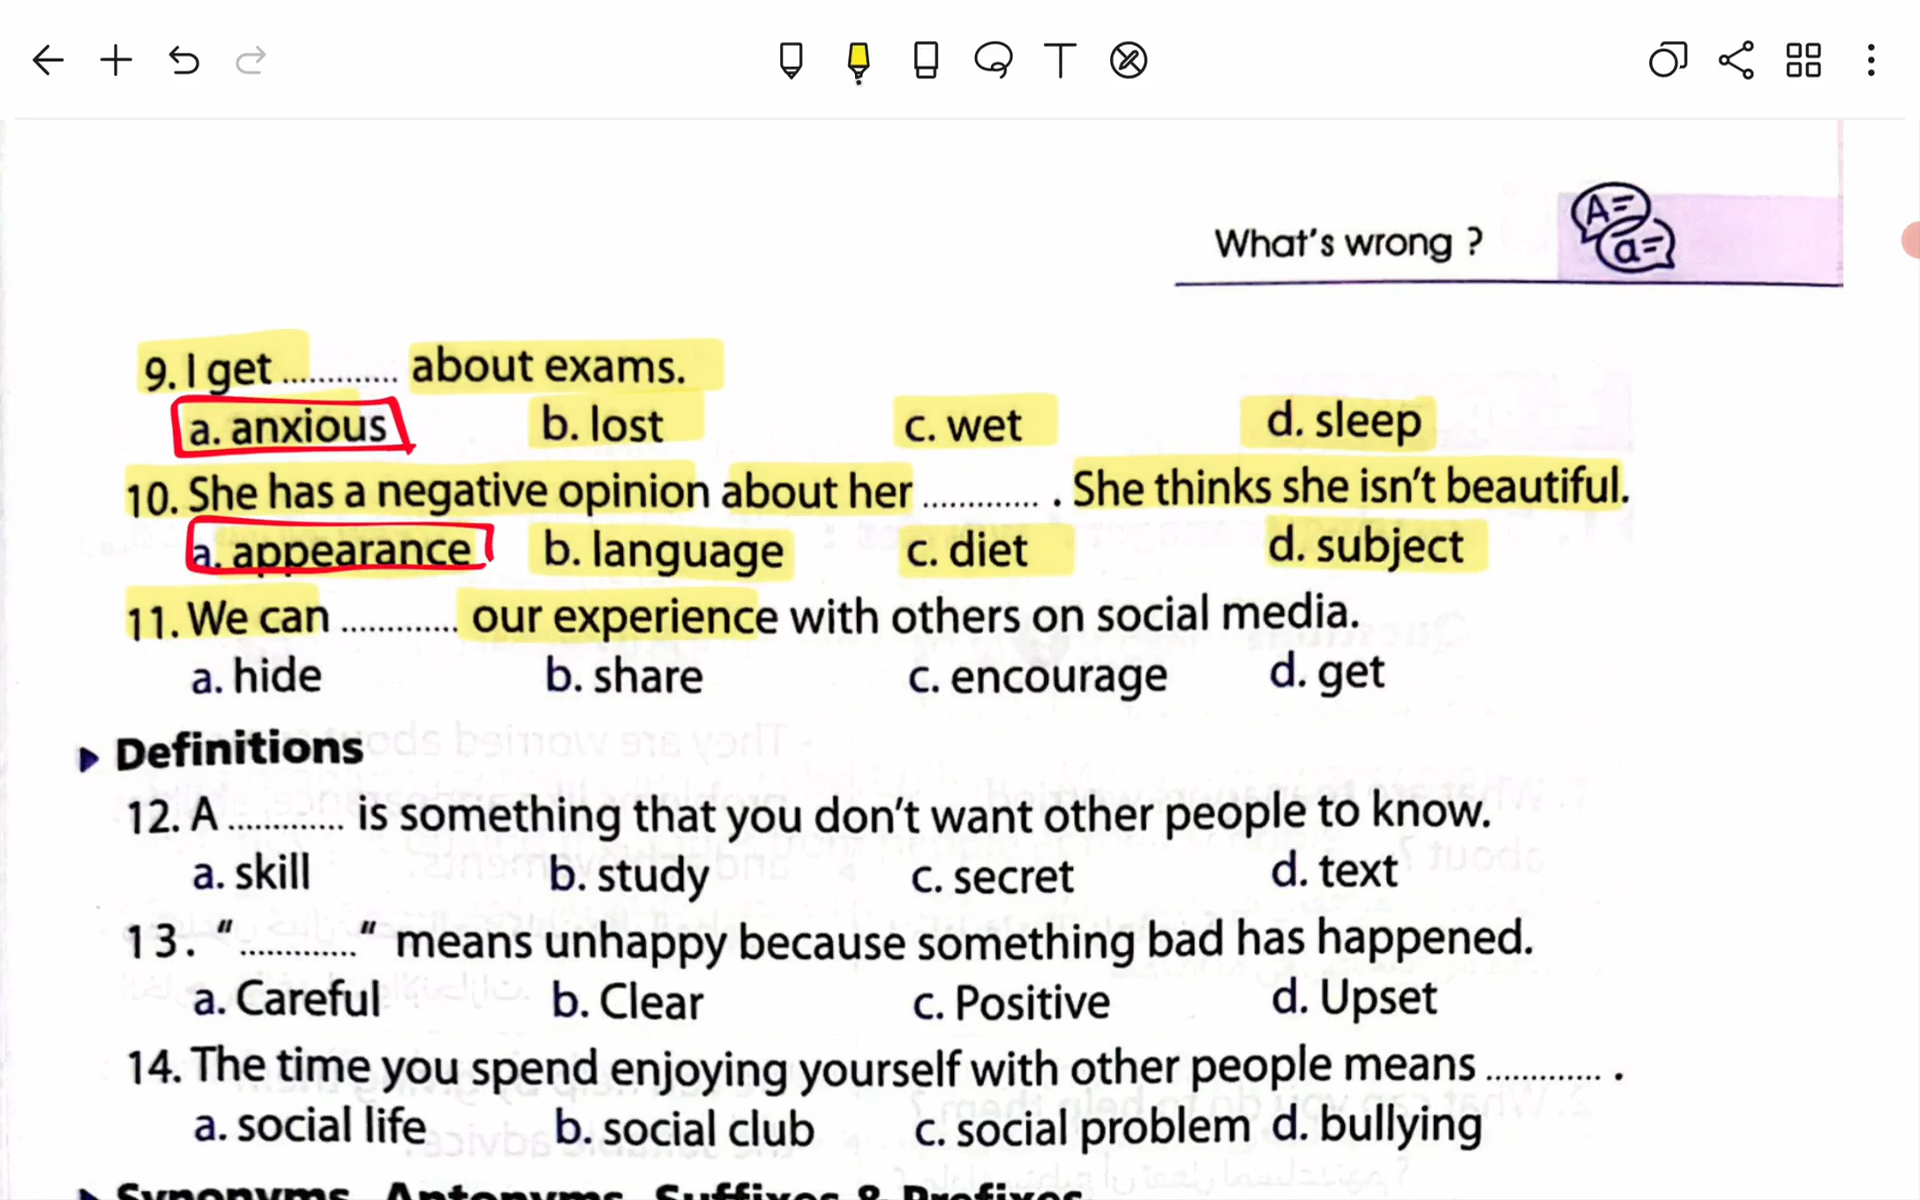 What's wrong ?
A=
a=
9. I get ............. about exams.
a. anxious b. lost c. wet d. sleep
10. She has a negative opinion about her ............. . She thinks she isn't beautiful.
a. appearance b. language c. diet d. subject
11. We can ............. our experience with others on social media.
a. hide b. share c. encourage d. get
Definitions
12. A ............. is something that you don't want other people to know.
a. skill b. study c. secret d. text
13. " ............. " means unhappy because something bad has happened.
a. Careful b. Clear c. Positive d. Upset
14. The time you spend enjoying yourself with other people means ............. .
a. social life b. social club c. social problem d. bullying
Synonyms, Antonyms, Suffixes & Prefixes